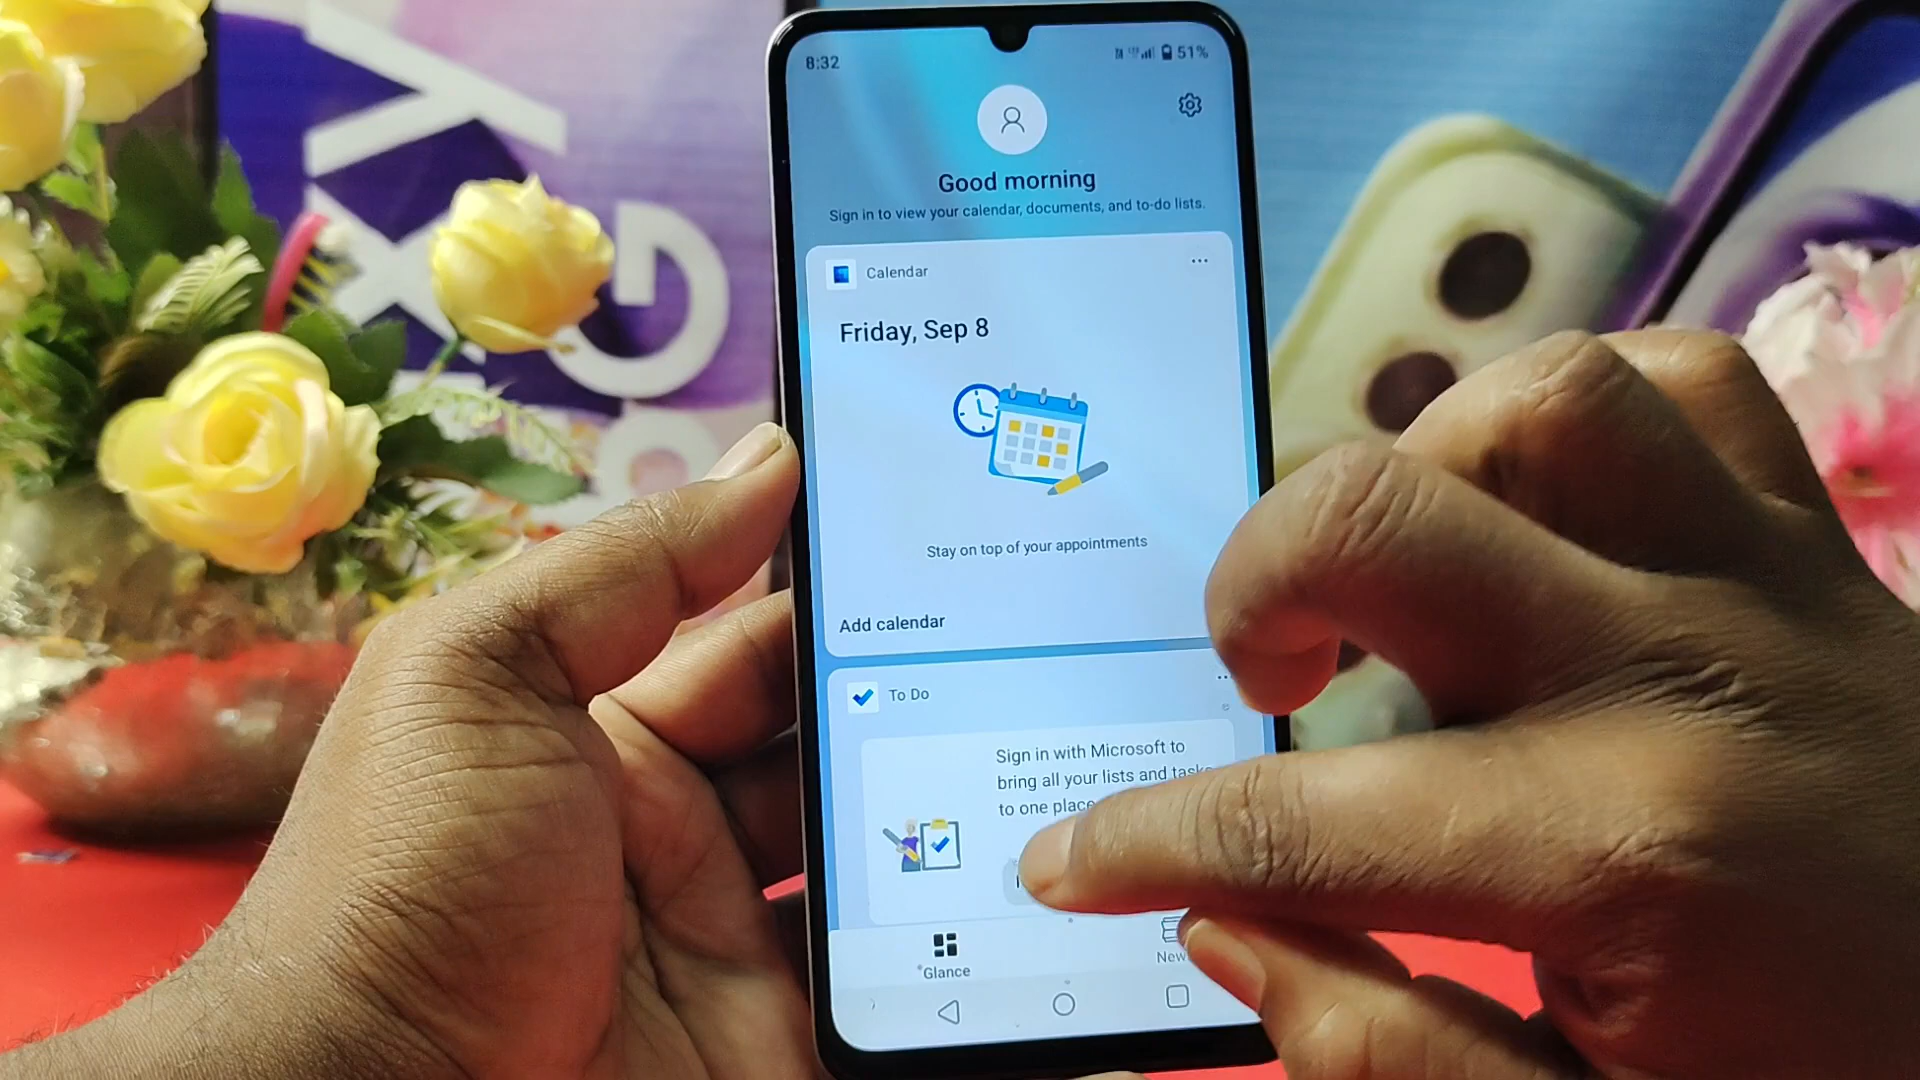 8:32
51%
Good morning
Sign in to view your calendar, documents, and to-do lists.
Calendar
Friday, Sep 8
Stay on top of your appointments
Add calendar
To Do
Sign in with Microsoft to
bring all your lists and tasks
to one place
Glance
New